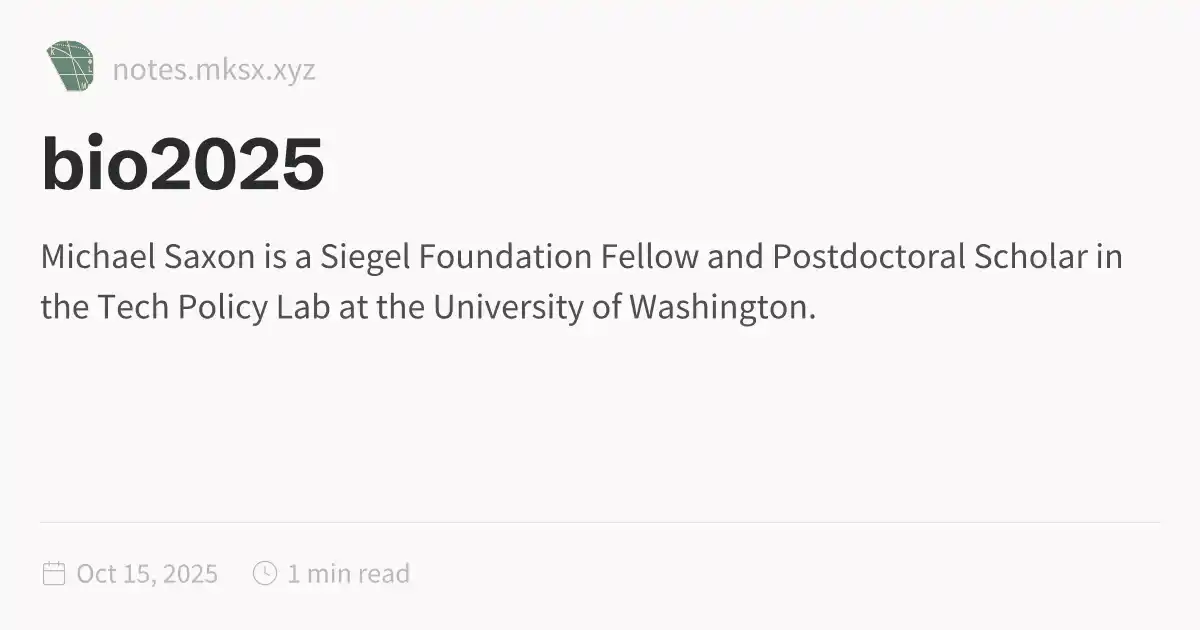 notes.mksx.xyz
bio2025
Michael Saxon is a Siegel Foundation Fellow and Postdoctoral Scholar in
the Tech Policy Lab at the University of Washington.
Oct 15, 2025 1 min read